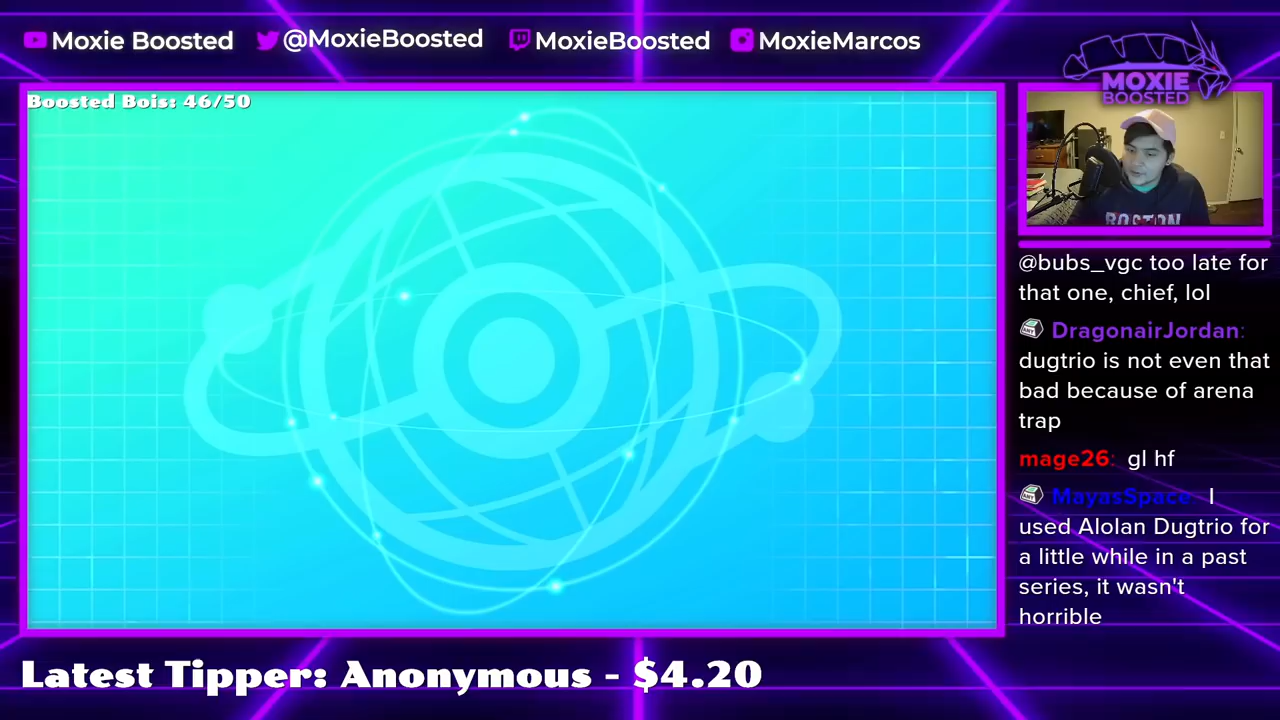 Moxie Boosted @MoxieBoosted MoxieBoosted MoxieMarcos
MOXIE
BOOSTED
Boosted Bois: 46/50
BOSTON
@bubs_vgc too late for
that one, chief, lol
DragonairJordan:
dugtrio is not even that
bad because of arena
trap
mage26: gl hf
MayasSpace: I
used Alolan Dugtrio for
a little while in a past
series, it wasn't
horrible
Latest Tipper: Anonymous - $4.20